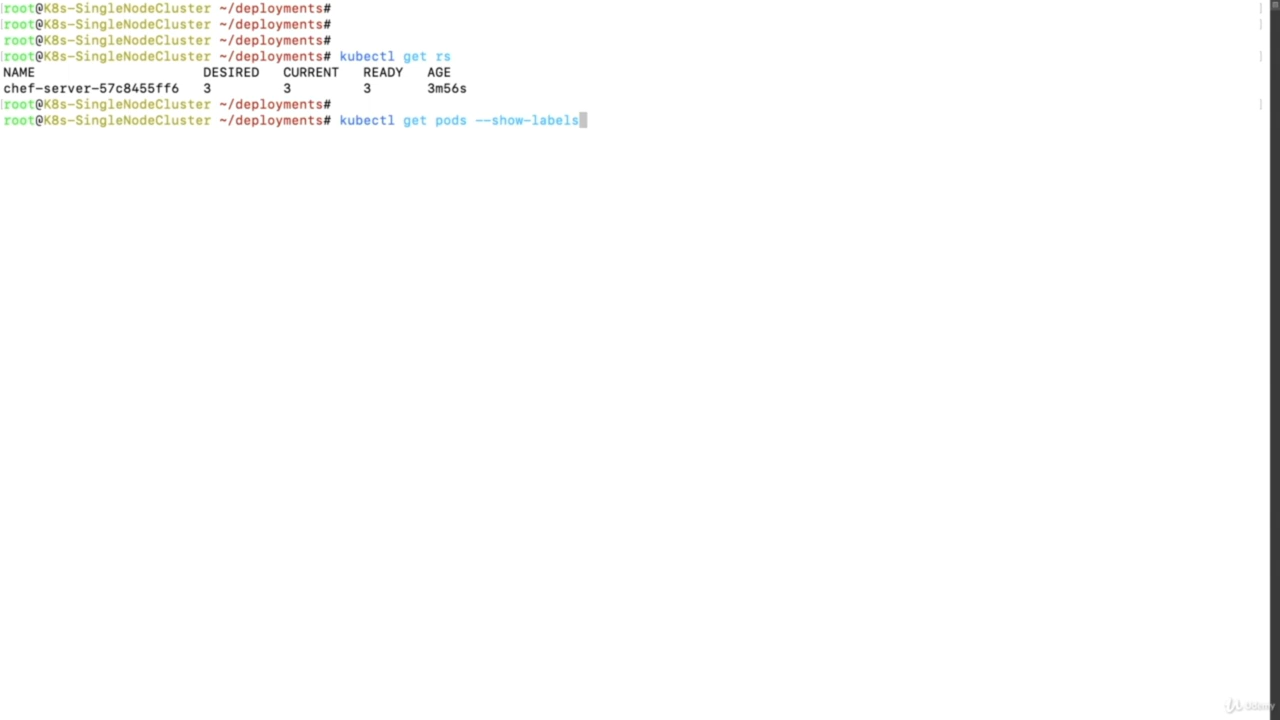 root@K8s-SingleNodeCluster ~/deployments#
root@K8s-SingleNodeCluster ~/deployments#
root@K8s-SingleNodeCluster ~/deployments#
root@K8s-SingleNodeCluster ~/deployments# kubectl get rs
NAME DESIRED CURRENT READY AGE
chef-server-57c8455ff6 3 3 3 3m56s
root@K8s-SingleNodeCluster ~/deployments#
root@K8s-SingleNodeCluster ~/deployments# kubectl get pods --show-labels
Udemy